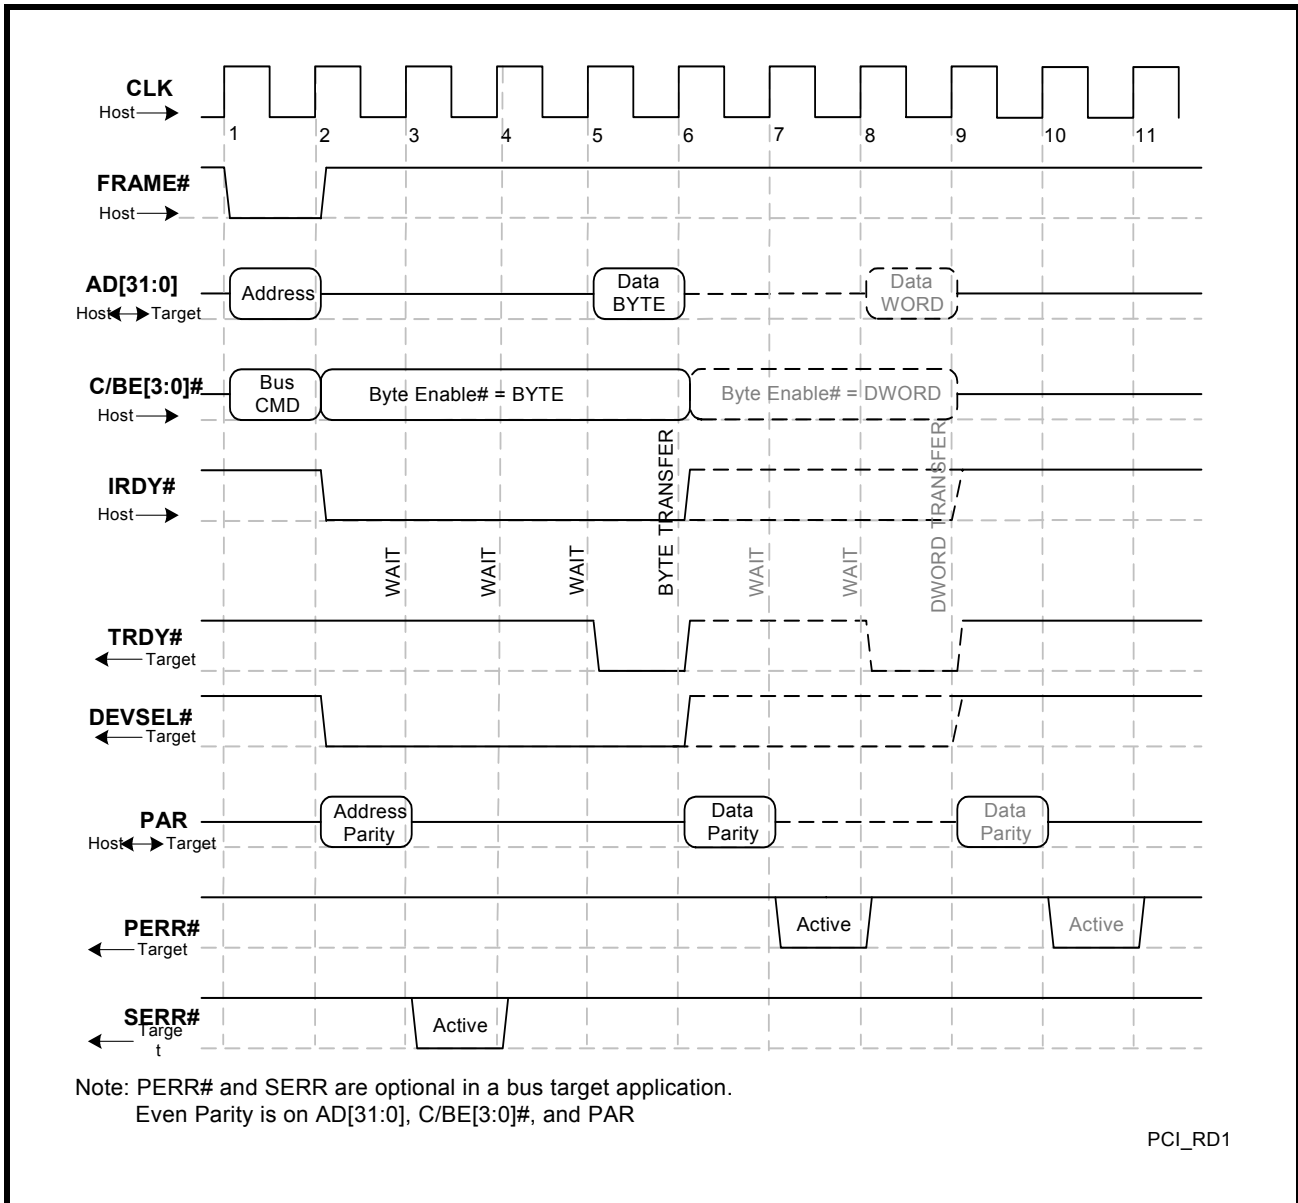 CLK
Host
1 2 3 4 5 6 7 8 9 10 11
FRAME#
Host
AD[31:0]
Host Target
Address
Data
BYTE
Data
WORD
C/BE[3:0]#
Host
Bus
CMD
Byte Enable# = BYTE
Byte Enable# = DWORD
IRDY#
Host
WAIT
WAIT
WAIT
BYTE TRANSFER
WAIT
WAIT
DWORD TRANSFER
TRDY#
Target
DEVSEL#
Target
PAR
Host Target
Address
Parity
Data
Parity
Data
Parity
PERR#
Target
Active
Active
SERR#
Targe
t
Active
Note: PERR# and SERR are optional in a bus target application.
Even Parity is on AD[31:0], C/BE[3:0]#, and PAR
PCI_RD1